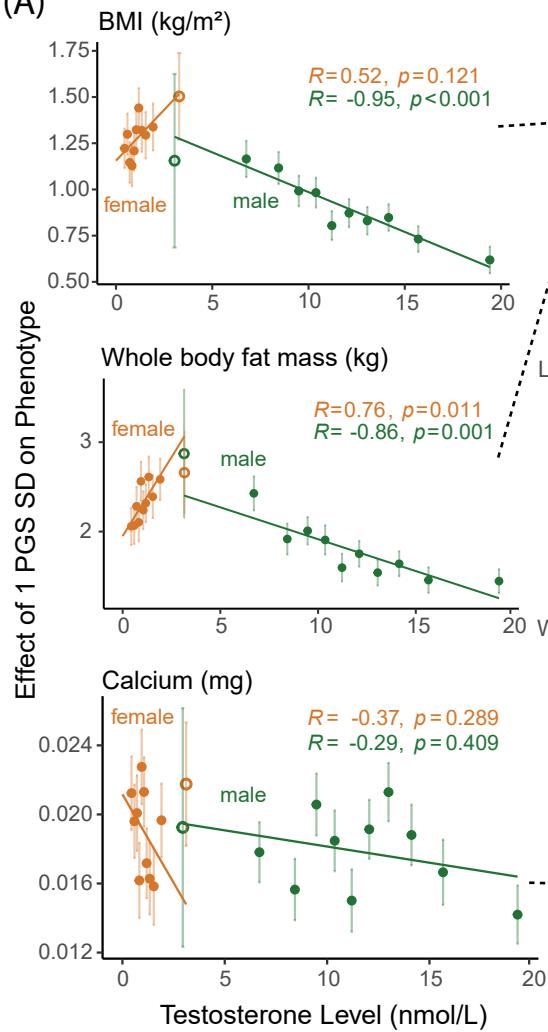 (A)
BMI (kg/m²)
1.75
1.50
1.25
1.00
0.75
0.50
R=0.52, p=0.121
R= -0.95, p<0.001
female
male
0 5 10 15 20
Effect of 1 PGS SD on Phenotype
Whole body fat mass (kg)
3
2
female
male
R=0.76, p=0.011
R= -0.86, p=0.001
0 5 10 15 20
L
W
Calcium (mg)
0.024
0.020
0.016
0.012
female
male
R= -0.37, p=0.289
R= -0.29, p=0.409
0 5 10 15 20
Testosterone Level (nmol/L)